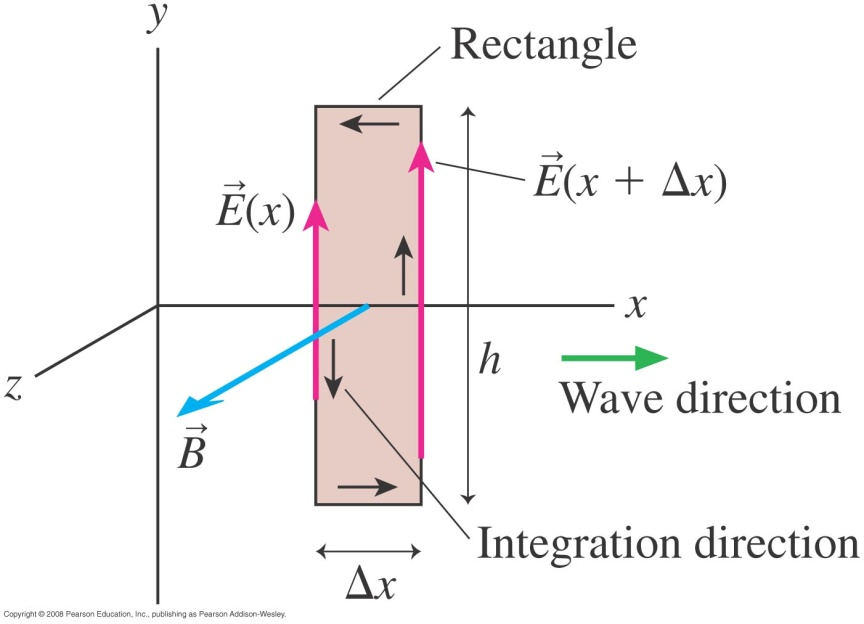 y
Rectangle
E⃗(x)
E⃗(x + Δx)
x
z
h
B⃗
Wave direction
Integration direction
Δx
Copyright © 2008 Pearson Education, Inc., publishing as Pearson Addison-Wesley.